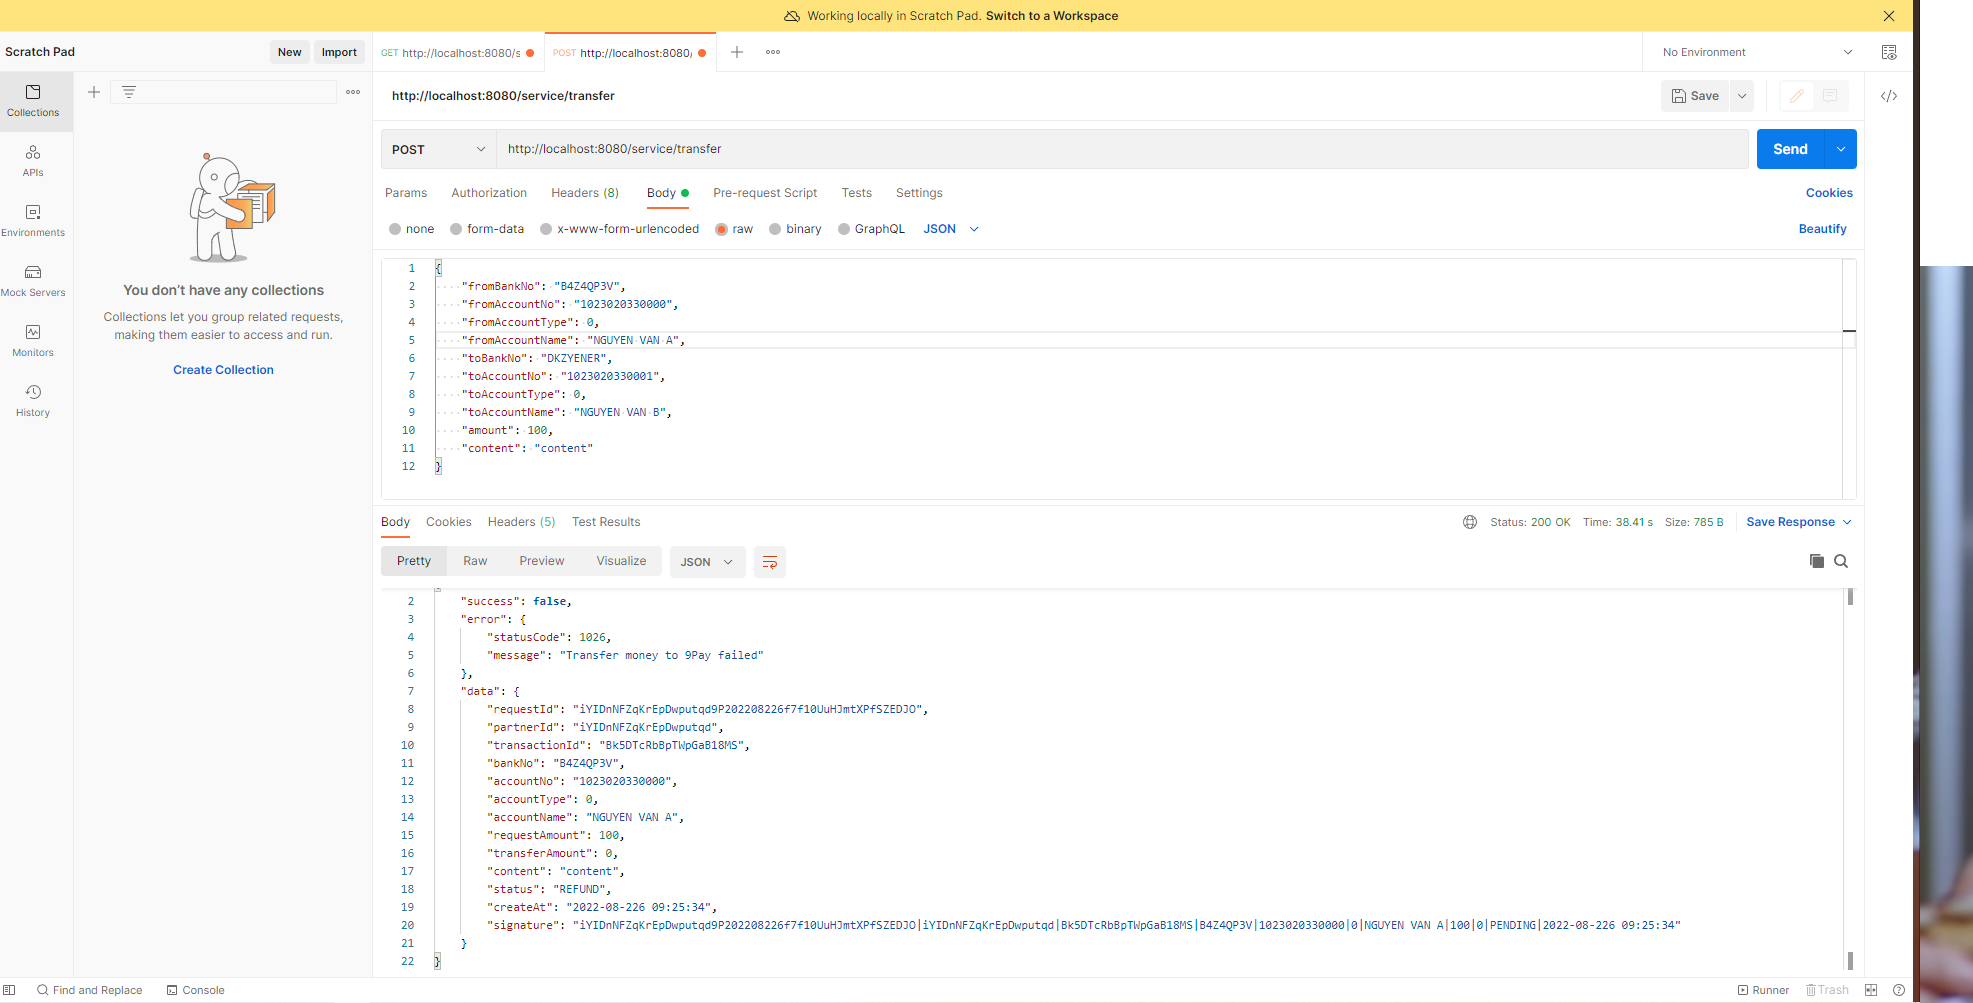 Working locally in Scratch Pad. Switch to a Workspace
Scratch Pad
New
Import
GET http://localhost:8080/s
POST http://localhost:8080/
No Environment
Collections
APIs
Environments
Mock Servers
Monitors
History
You don't have any collections
Collections let you group related requests,
making them easier to access and run.
Create Collection
http://localhost:8080/service/transfer
Save
POST
http://localhost:8080/service/transfer
Send
Params
Authorization
Headers (8)
Body
Pre-request Script
Tests
Settings
Cookies
none
form-data
x-www-form-urlencoded
raw
binary
GraphQL
JSON
Beautify
1 {
2 "fromBankNo": "B4Z4QP3V",
3 "fromAccountNo": "1023020330000",
4 "fromAccountType": 0,
5 "fromAccountName": "NGUYEN VAN A",
6 "toBankNo": "DKZYENER",
7 "toAccountNo": "1023020330001",
8 "toAccountType": 0,
9 "toAccountName": "NGUYEN VAN B",
10 "amount": 100,
11 "content": "content"
12 }
Body
Cookies
Headers (5)
Test Results
Status: 200 OK
Time: 38.41 s
Size: 785 B
Save Response
Pretty
Raw
Preview
Visualize
JSON
2 "success": false,
3 "error": {
4 "statusCode": 1026,
5 "message": "Transfer money to 9Pay failed"
6 },
7 "data": {
8 "requestId": "iYIDnNFZqKrEpDwputqd9P202208226f7f10UuHJmtXPfSZEDJO",
9 "partnerId": "iYIDnNFZqKrEpDwputqd",
10 "transactionId": "Bk5DTcRbBpTWpGaB18MS",
11 "bankNo": "B4Z4QP3V",
12 "accountNo": "1023020330000",
13 "accountType": 0,
14 "accountName": "NGUYEN VAN A",
15 "requestAmount": 100,
16 "transferAmount": 0,
17 "content": "content",
18 "status": "REFUND",
19 "createAt": "2022-08-226 09:25:34",
20 "signature": "iYIDnNFZqKrEpDwputqd9P202208226f7f10UuHJmtXPfSZEDJO|iYIDnNFZqKrEpDwputqd|Bk5DTcRbBpTWpGaB18MS|B4Z4QP3V|1023020330000|0|NGUYEN VAN A|100|0|PENDING|2022-08-226 09:25:34"
21 }
22 }
Find and Replace
Console
Runner
Trash